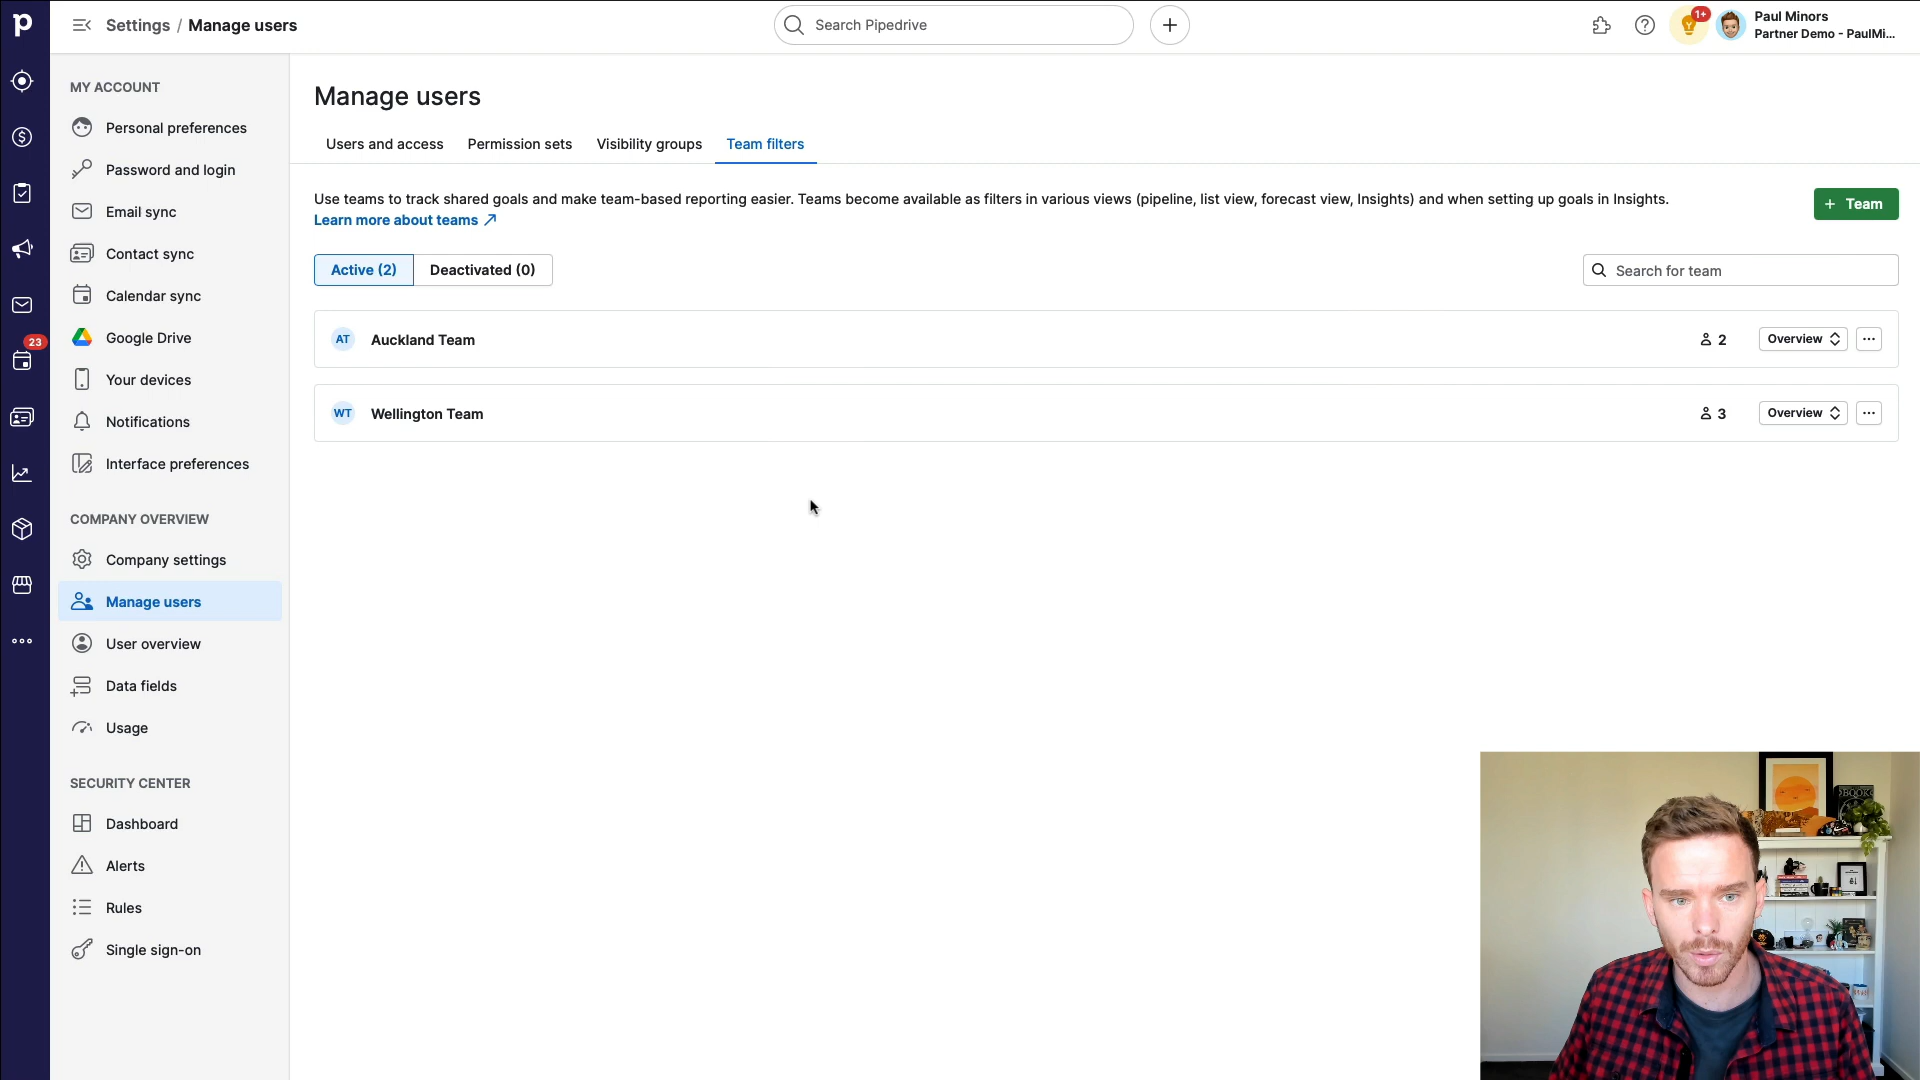 p
Settings / Manage users
Search Pipedrive
1+
Paul Minors
Partner Demo - PaulMi...
23
MY ACCOUNT
Personal preferences
Password and login
Email sync
Contact sync
Calendar sync
Google Drive
Your devices
Notifications
Interface preferences
COMPANY OVERVIEW
Company settings
Manage users
User overview
Data fields
Usage
SECURITY CENTER
Dashboard
Alerts
Rules
Single sign-on
Manage users
Users and access
Permission sets
Visibility groups
Team filters
Use teams to track shared goals and make team-based reporting easier. Teams become available as filters in various views (pipeline, list view, forecast view, Insights) and when setting up goals in Insights.
Learn more about teams
+ Team
Active (2)
Deactivated (0)
Search for team
AT Auckland Team 2 Overview
WT Wellington Team 3 Overview
BOOK